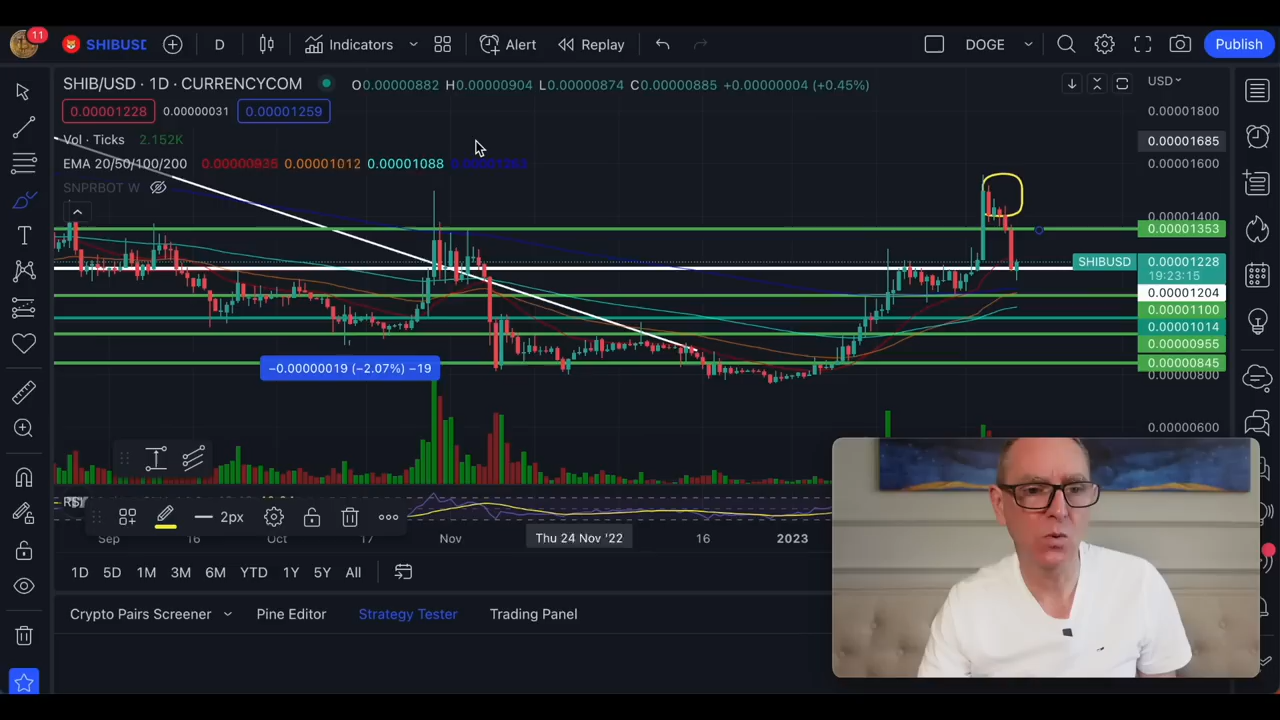 11 SHIBUSD D Indicators Alert Replay DOGE Publish
SHIB/USD · 1D · CURRENCYCOM O0.00000882 H0.00000904 L0.00000874 C0.00000885 +0.00000004 (+0.45%) USD
0.00001228 0.00000031 0.00001259
0.00001800
Vol · Ticks 2.152K
0.00001685
EMA 20/50/100/200 0.00000935 0.00001012 0.00001088
0.00001600
SNPRBOT W
0.00001400
0.00001353
SHIBUSD 0.00001228
19:23:15
0.00001204
0.00001100
0.00001014
0.00000955
0.00000845
−0.00000019 (−2.07%) −19
0.00000800
0.00000600
2px
Sep 16 Oct 17 Nov Thu 24 Nov '22 16 2023
1D 5D 1M 3M 6M YTD 1Y 5Y All
Crypto Pairs Screener Pine Editor Strategy Tester Trading Panel